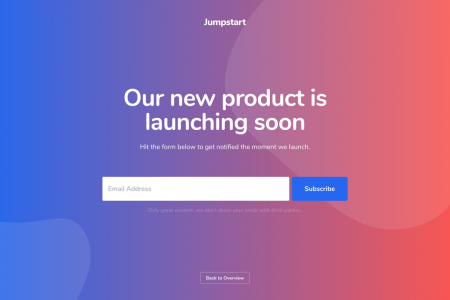 Jumpstart
Our new product is
launching soon
Hit the form below to get notified the moment we launch.
Email Address
Subscribe
Only great content, we don't share your email with third parties.
Back to Overview